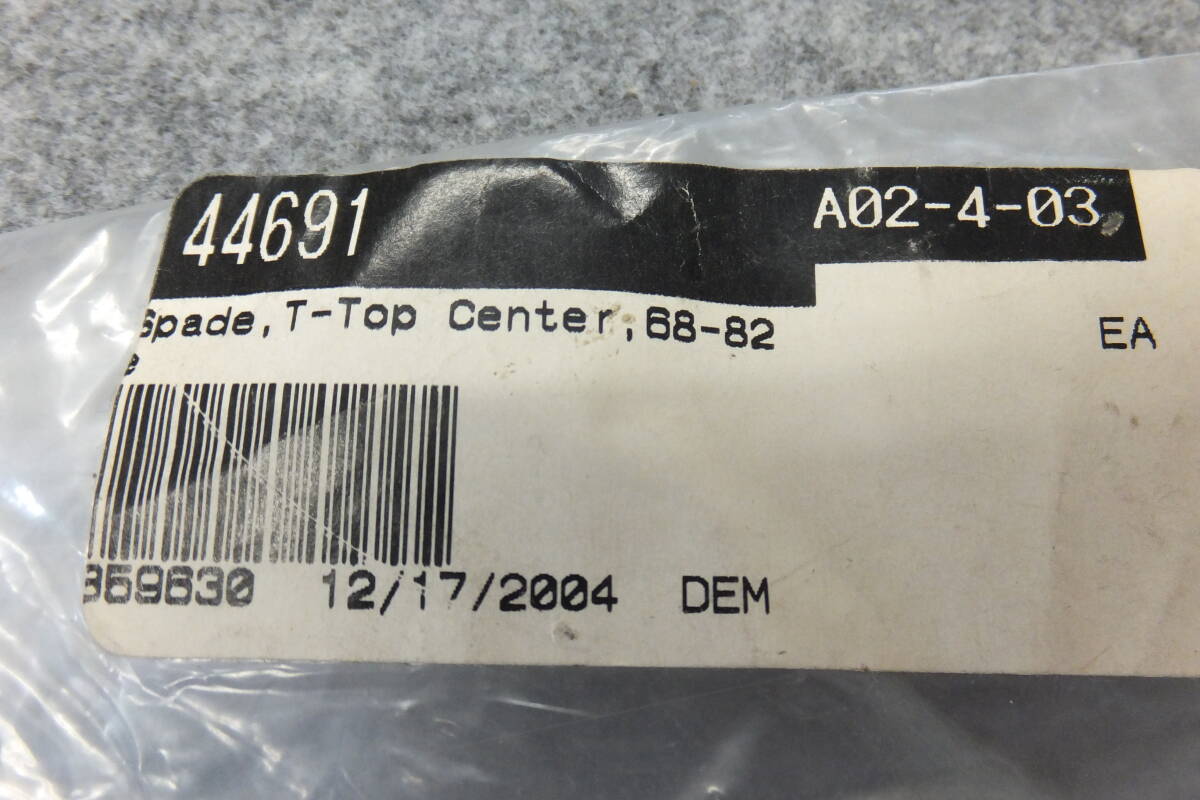 44691 A02-4-03
Spade, T-Top Center, 68-82 EA
e
359630 12/17/2004 DEM